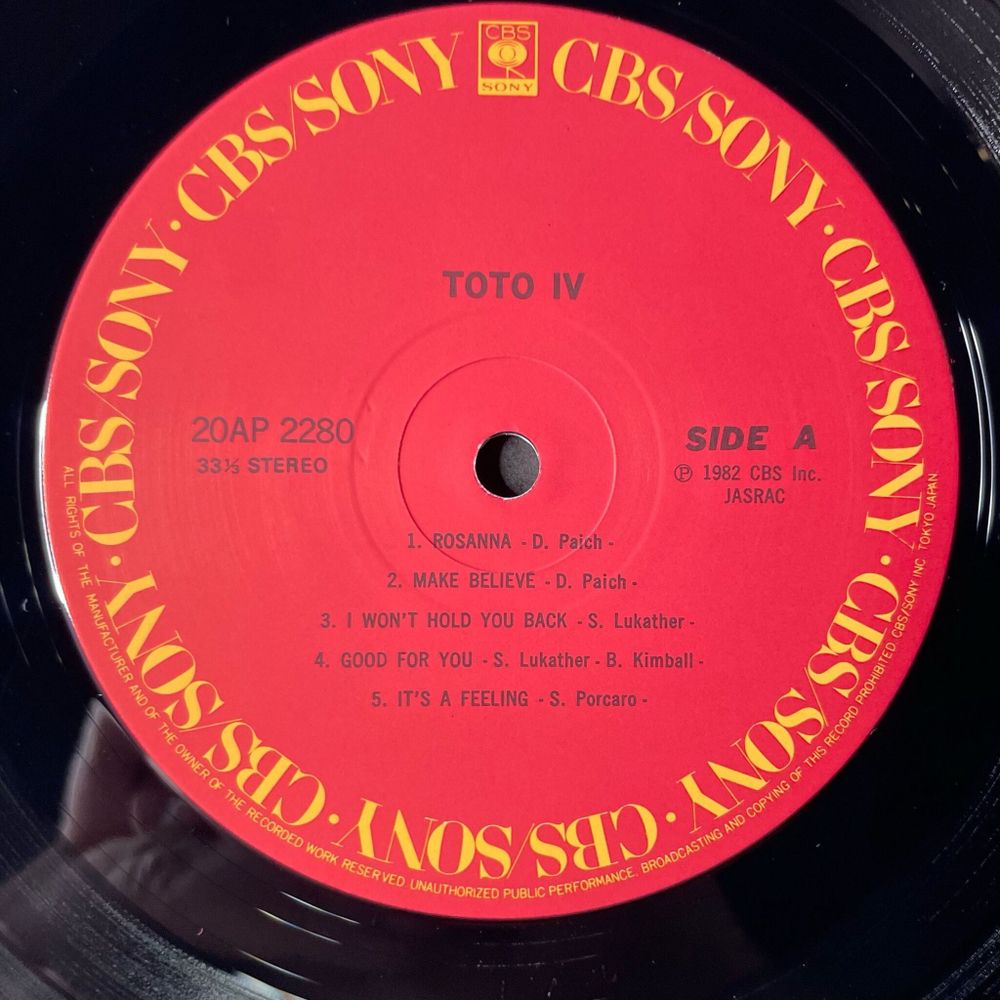 CBS
SONY
CBS/SONY · CBS/SONY · CBS/SONY · CBS/SONY · CBS/SONY · CBS/SONY · CBS/SONY
TOTO IV
20AP 2280
33⅓ STEREO
SIDE A
Ⓟ 1982 CBS Inc.
JASRAC
1. ROSANNA - D. Paich -
2. MAKE BELIEVE - D. Paich -
3. I WON'T HOLD YOU BACK - S. Lukather -
4. GOOD FOR YOU - S. Lukather - B. Kimball -
5. IT'S A FEELING - S. Porcaro -
ALL RIGHTS OF THE MANUFACTURER AND OF THE OWNER OF THE RECORDED WORK RESERVED UNAUTHORIZED PUBLIC PERFORMANCE. BROADCASTING AND COPYING OF THIS RECORD PROHIBITED CBS/SONY INC. TOKYO JAPAN